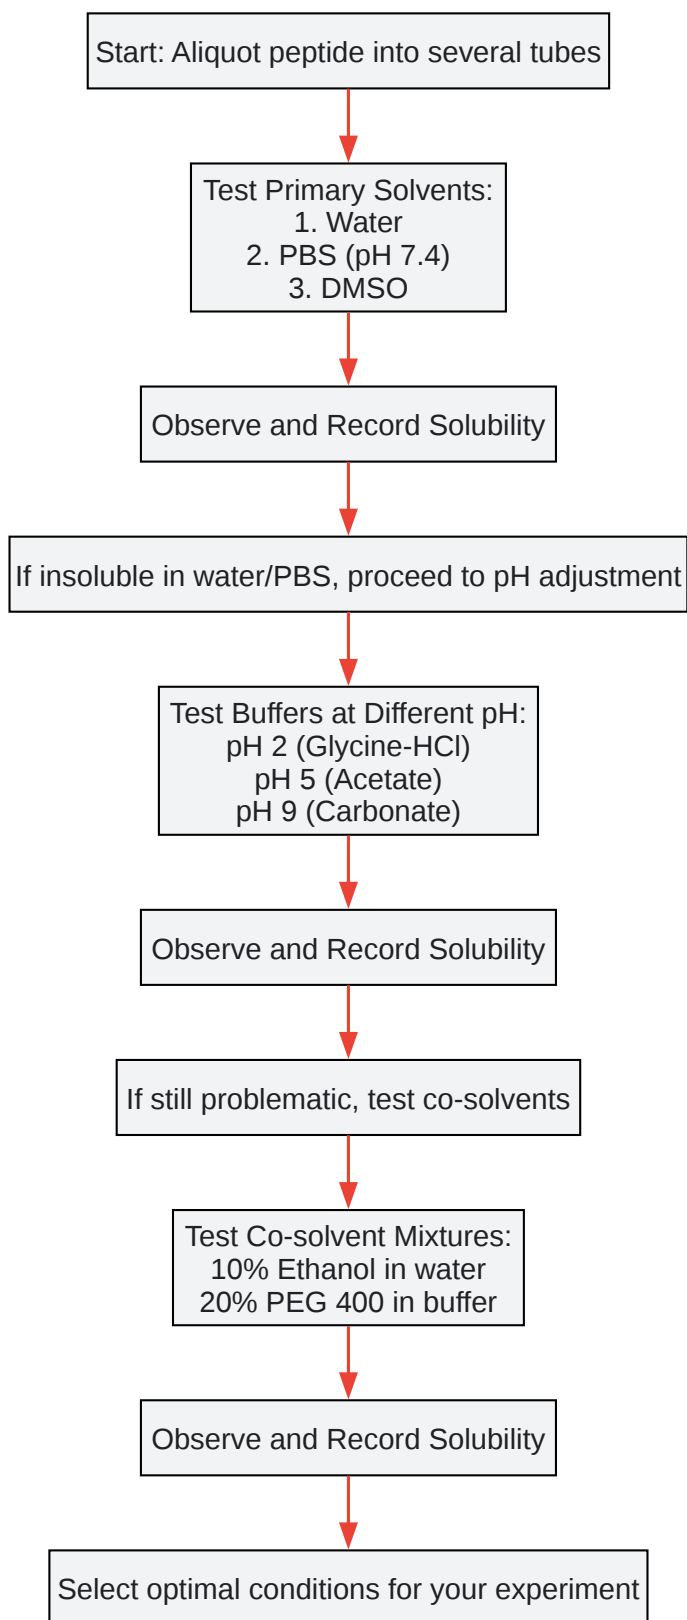 Start: Aliquot peptide into several tubes
Test Primary Solvents:
1. Water
2. PBS (pH 7.4)
3. DMSO
Observe and Record Solubility
If insoluble in water/PBS, proceed to pH adjustment
Test Buffers at Different pH:
pH 2 (Glycine-HCl)
pH 5 (Acetate)
pH 9 (Carbonate)
Observe and Record Solubility
If still problematic, test co-solvents
Test Co-solvent Mixtures:
10% Ethanol in water
20% PEG 400 in buffer
Observe and Record Solubility
Select optimal conditions for your experiment